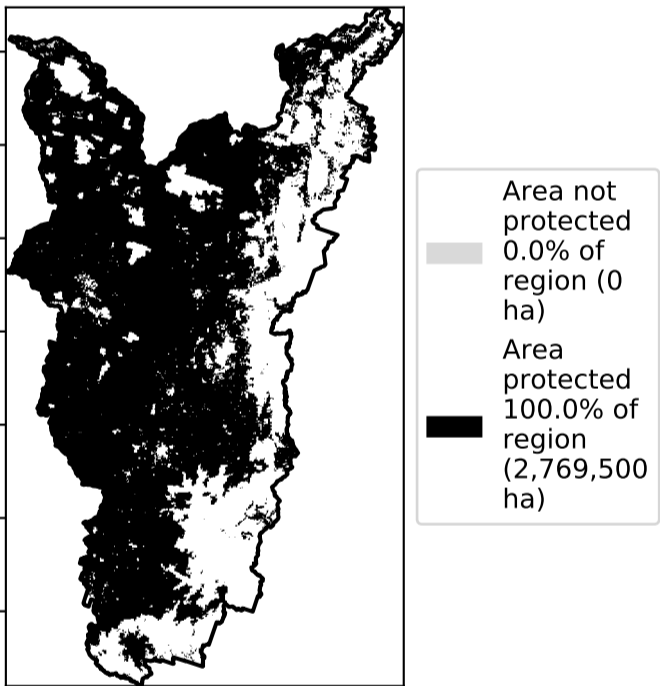 Area not
protected
0.0% of
region (0
ha)
Area
protected
100.0% of
region
(2,769,500
ha)